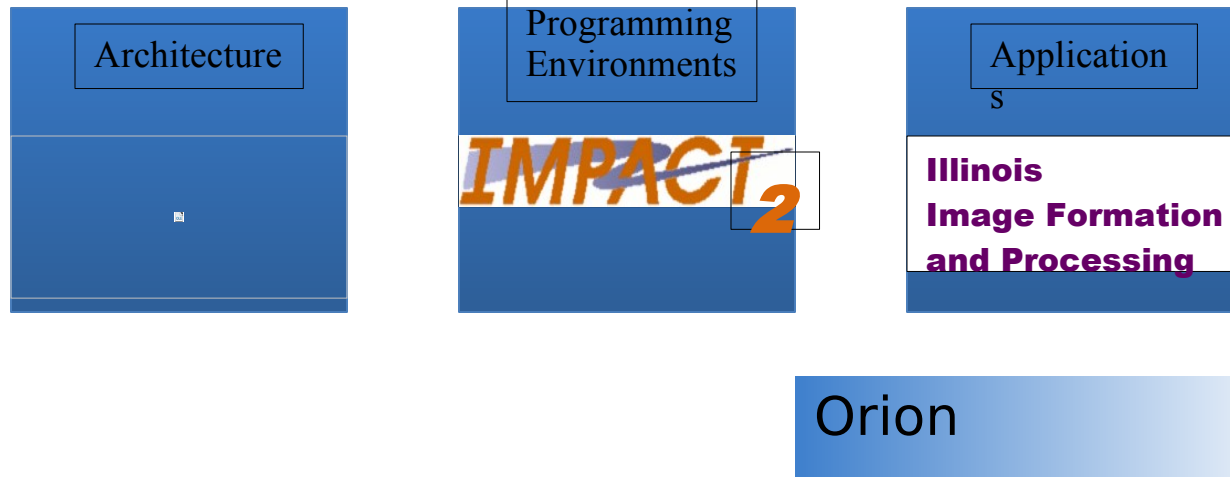 Architecture
Programming
Environments
IMPACT
2
Application
s
Illinois
Image Formation
and Processing
Orion